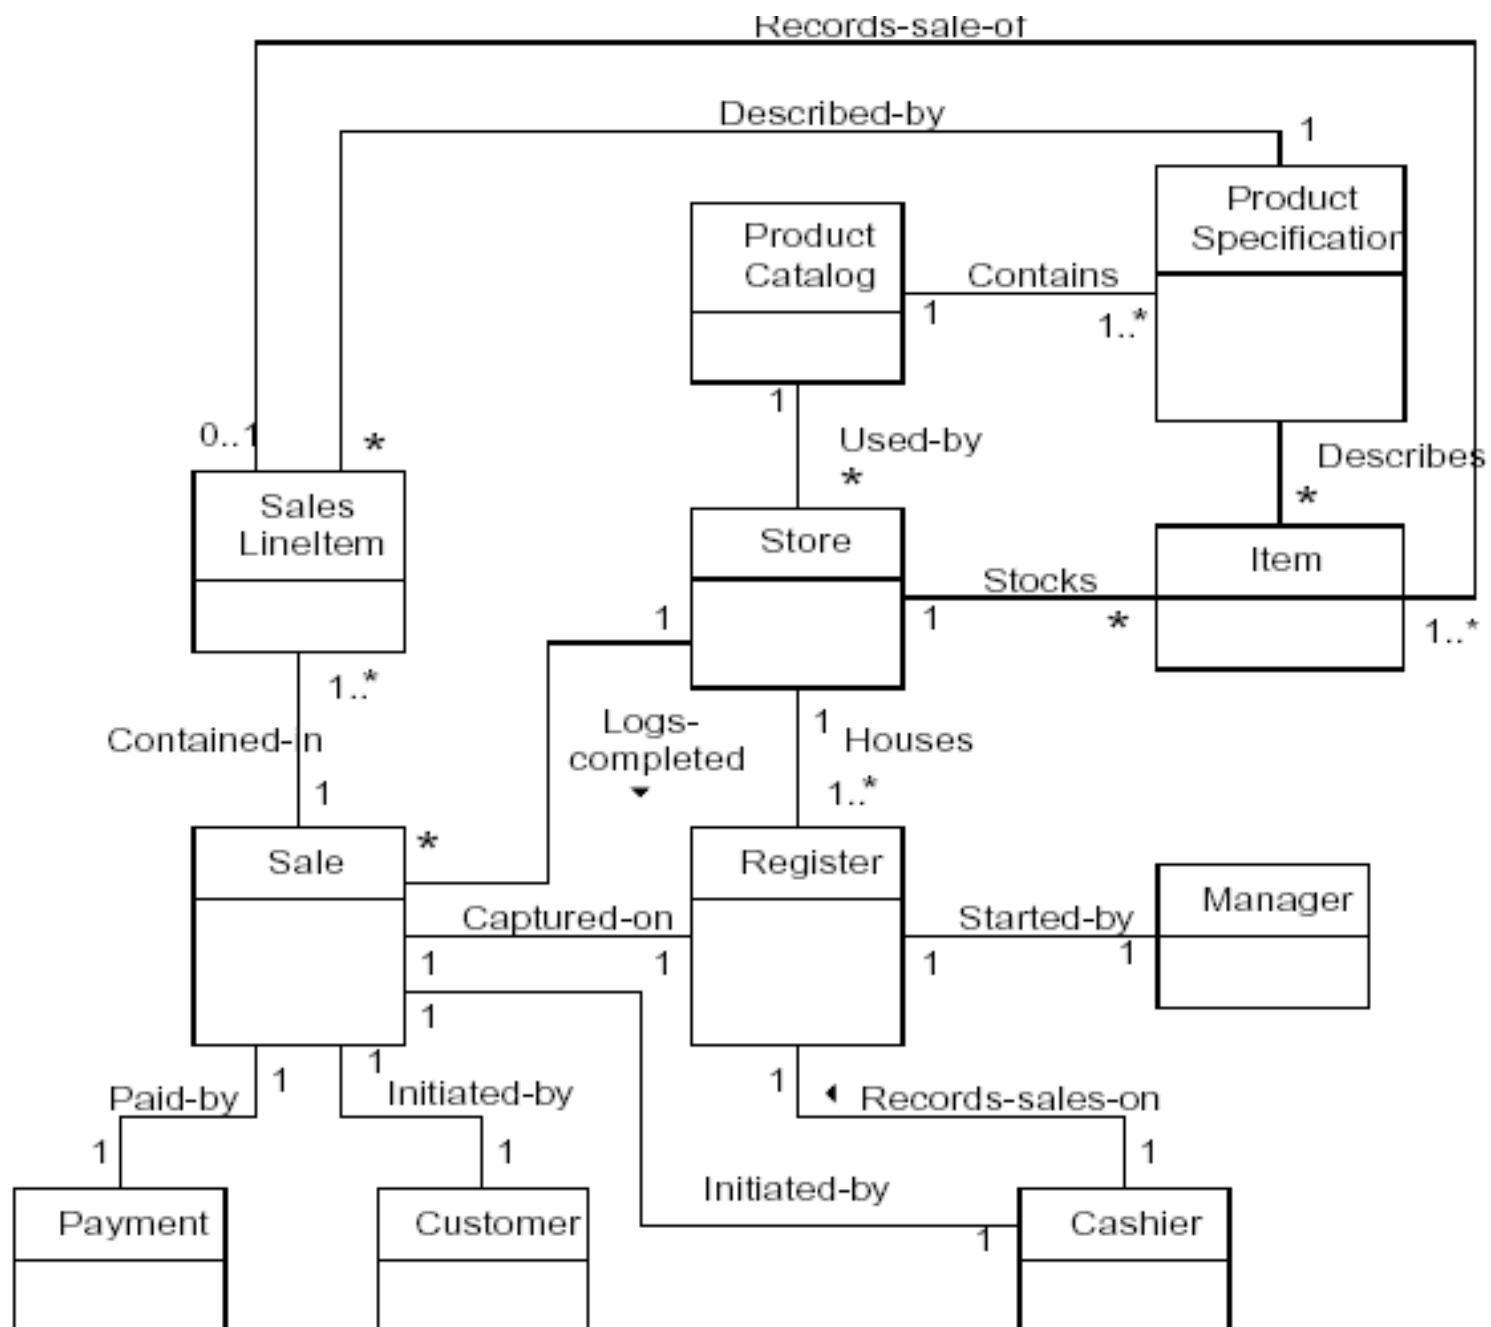 Records-sale-of
Described-by
1
Product
Specification
Product
Catalog
Contains
1
1..*
1
Used-by
*
0..1
*
Describes
*
Sales
LineItem
Store
Item
Stocks
1
1
*
1..*
1..*
Logs-
completed
1
Houses
Contained-in
1
1..*
Sale
*
Register
Manager
Captured-on
Started-by
1
1
1
1
1
1
1
1
Paid-by
Initiated-by
Records-sales-on
1
1
1
Initiated-by
Payment
Customer
Cashier
1